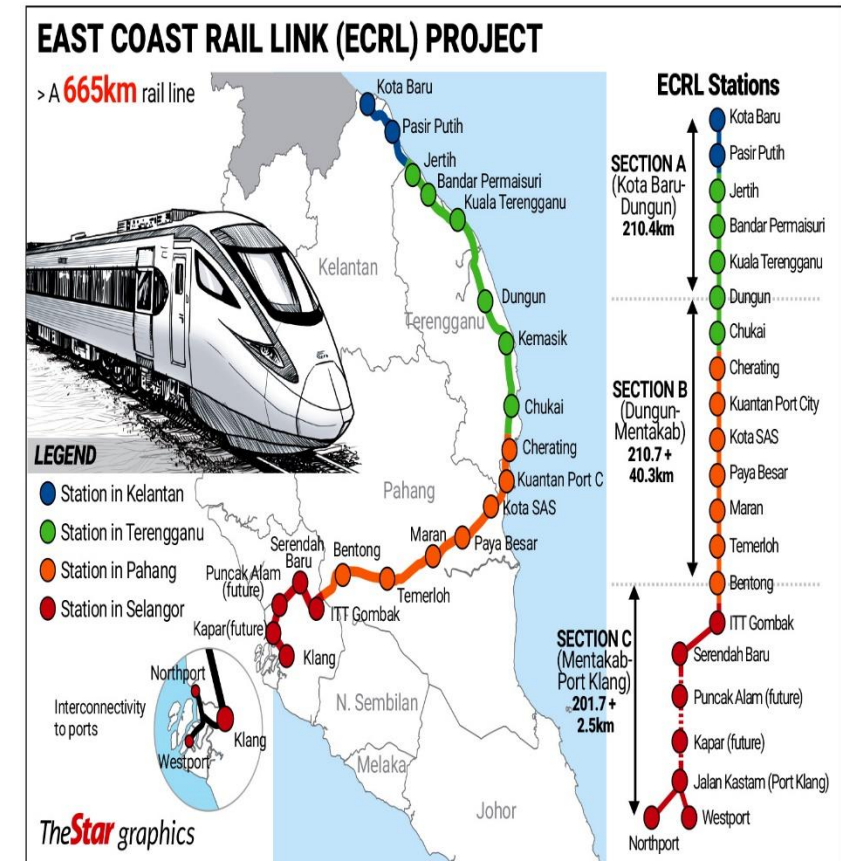 EAST COAST RAIL LINK (ECRL) PROJECT
> A 665km rail line
Kota Baru
Pasir Putih
Jertih
Bandar Permaisuri
Kuala Terengganu
Kelantan
Dungun
Terengganu
Kemasik
Chukai
Cherating
Kuantan Port C
Pahang
Kota SAS
Maran
Paya Besar
Serendah
Baru
Bentong
Temerloh
Puncak Alam
(future)
ITT Gombak
Kapar(future)
Klang
N. Sembilan
Melaka
Johor
LEGEND
Station in Kelantan
Station in Terengganu
Station in Pahang
Station in Selangor
Interconnectivity
to ports
Northport
Klang
Westport
TheStar graphics
ECRL Stations
SECTION A
(Kota Baru-
Dungun)
210.4km
SECTION B
(Dungun-
Mentakab)
210.7 +
40.3km
SECTION C
(Mentakab-
Port Klang)
201.7 +
2.5km
Kota Baru
Pasir Putih
Jertih
Bandar Permaisuri
Kuala Terengganu
Dungun
Chukai
Cherating
Kuantan Port City
Kota SAS
Paya Besar
Maran
Temerloh
Bentong
ITT Gombak
Serendah Baru
Puncak Alam (future)
Kapar (future)
Jalan Kastam (Port Klang)
Westport
Northport